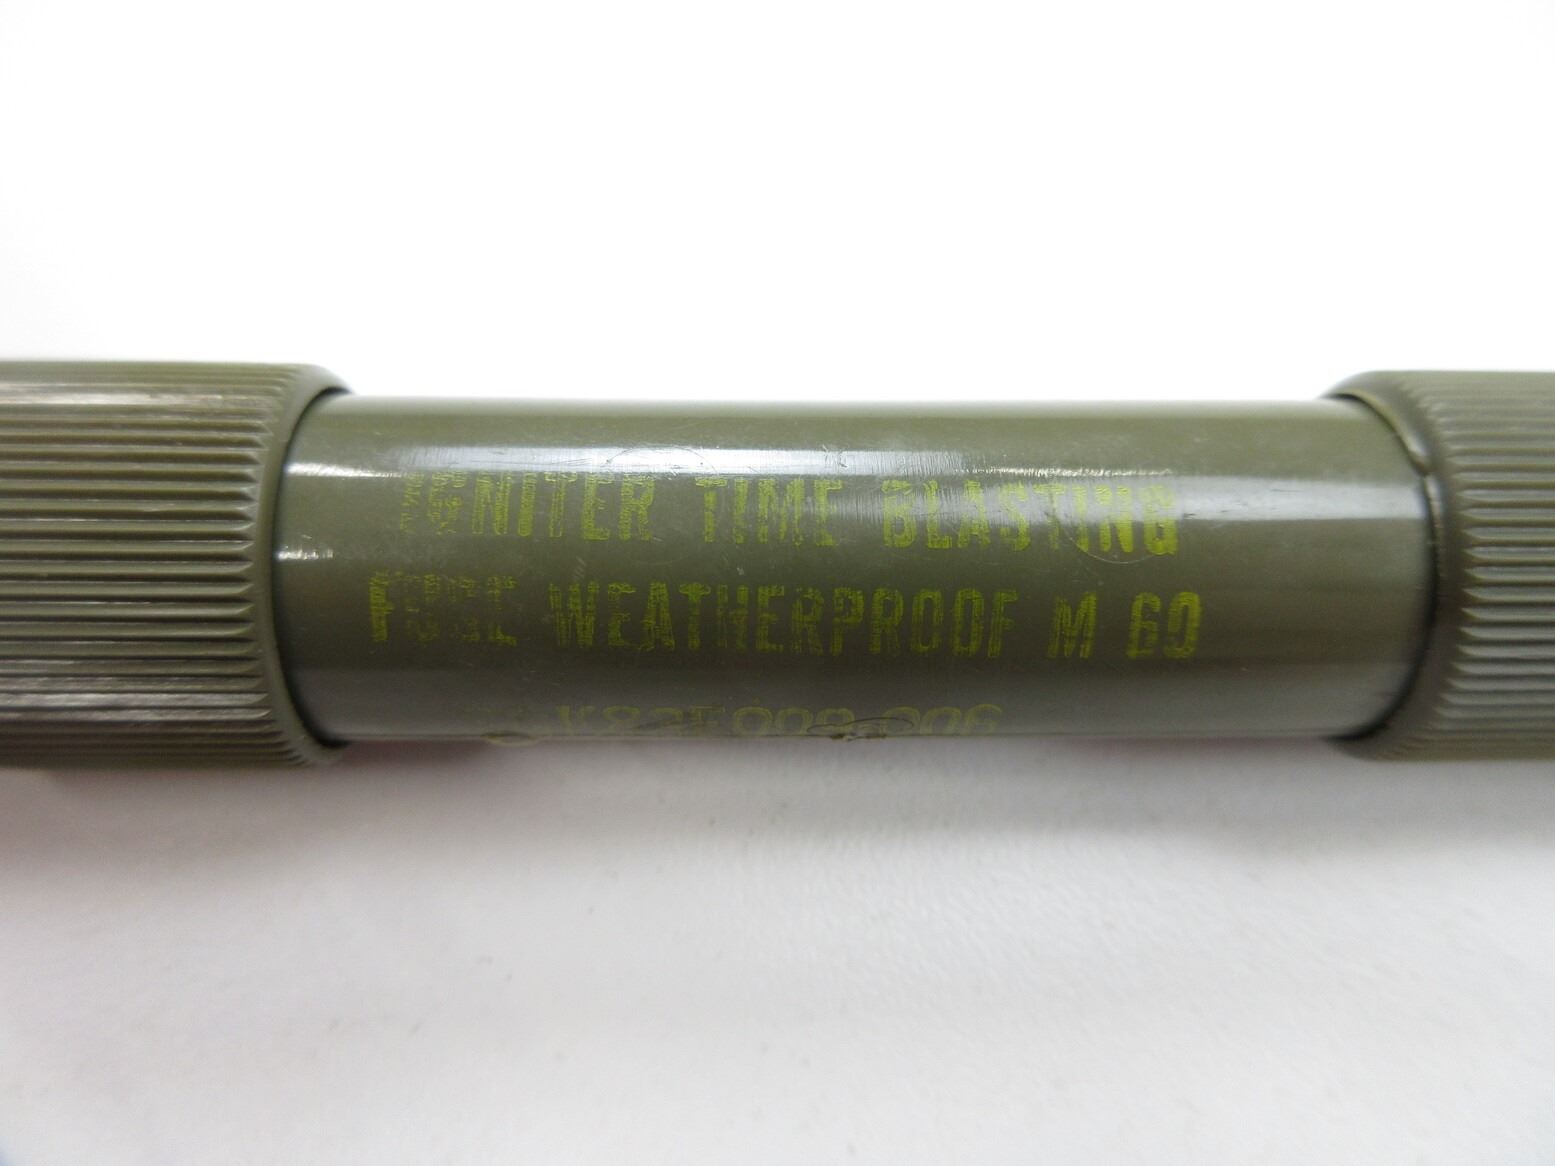 IGNITER TIME BLASTING
FUSE WEATHERPROOF M 60